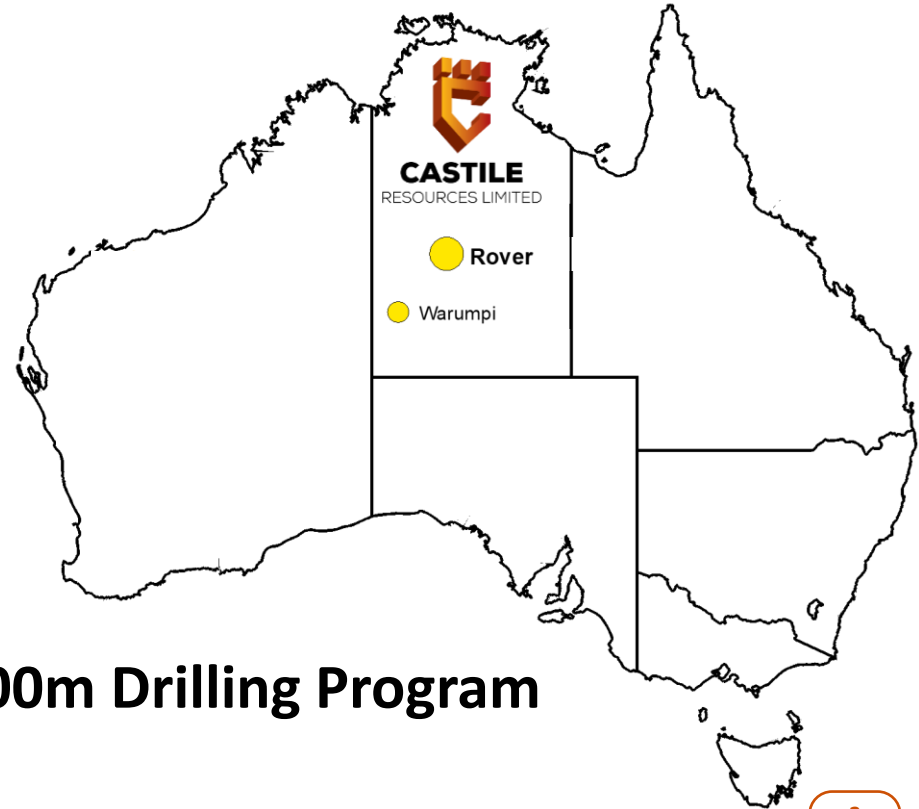 CASTILE
RESOURCES LIMITED
Rover
Warumpi
00m Drilling Program